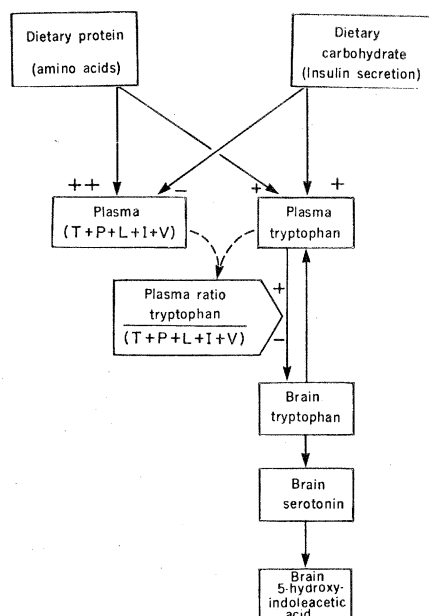 Dietary protein
(amino acids)
Dietary
carbohydrate
(Insulin secretion)
++
−
+
+
Plasma
(T+P+L+I+V)
Plasma
tryptophan
Plasma ratio
tryptophan
(T+P+L+I+V)
+
−
Brain
tryptophan
Brain
serotonin
Brain
5-hydroxy-
indoleacetic
acid